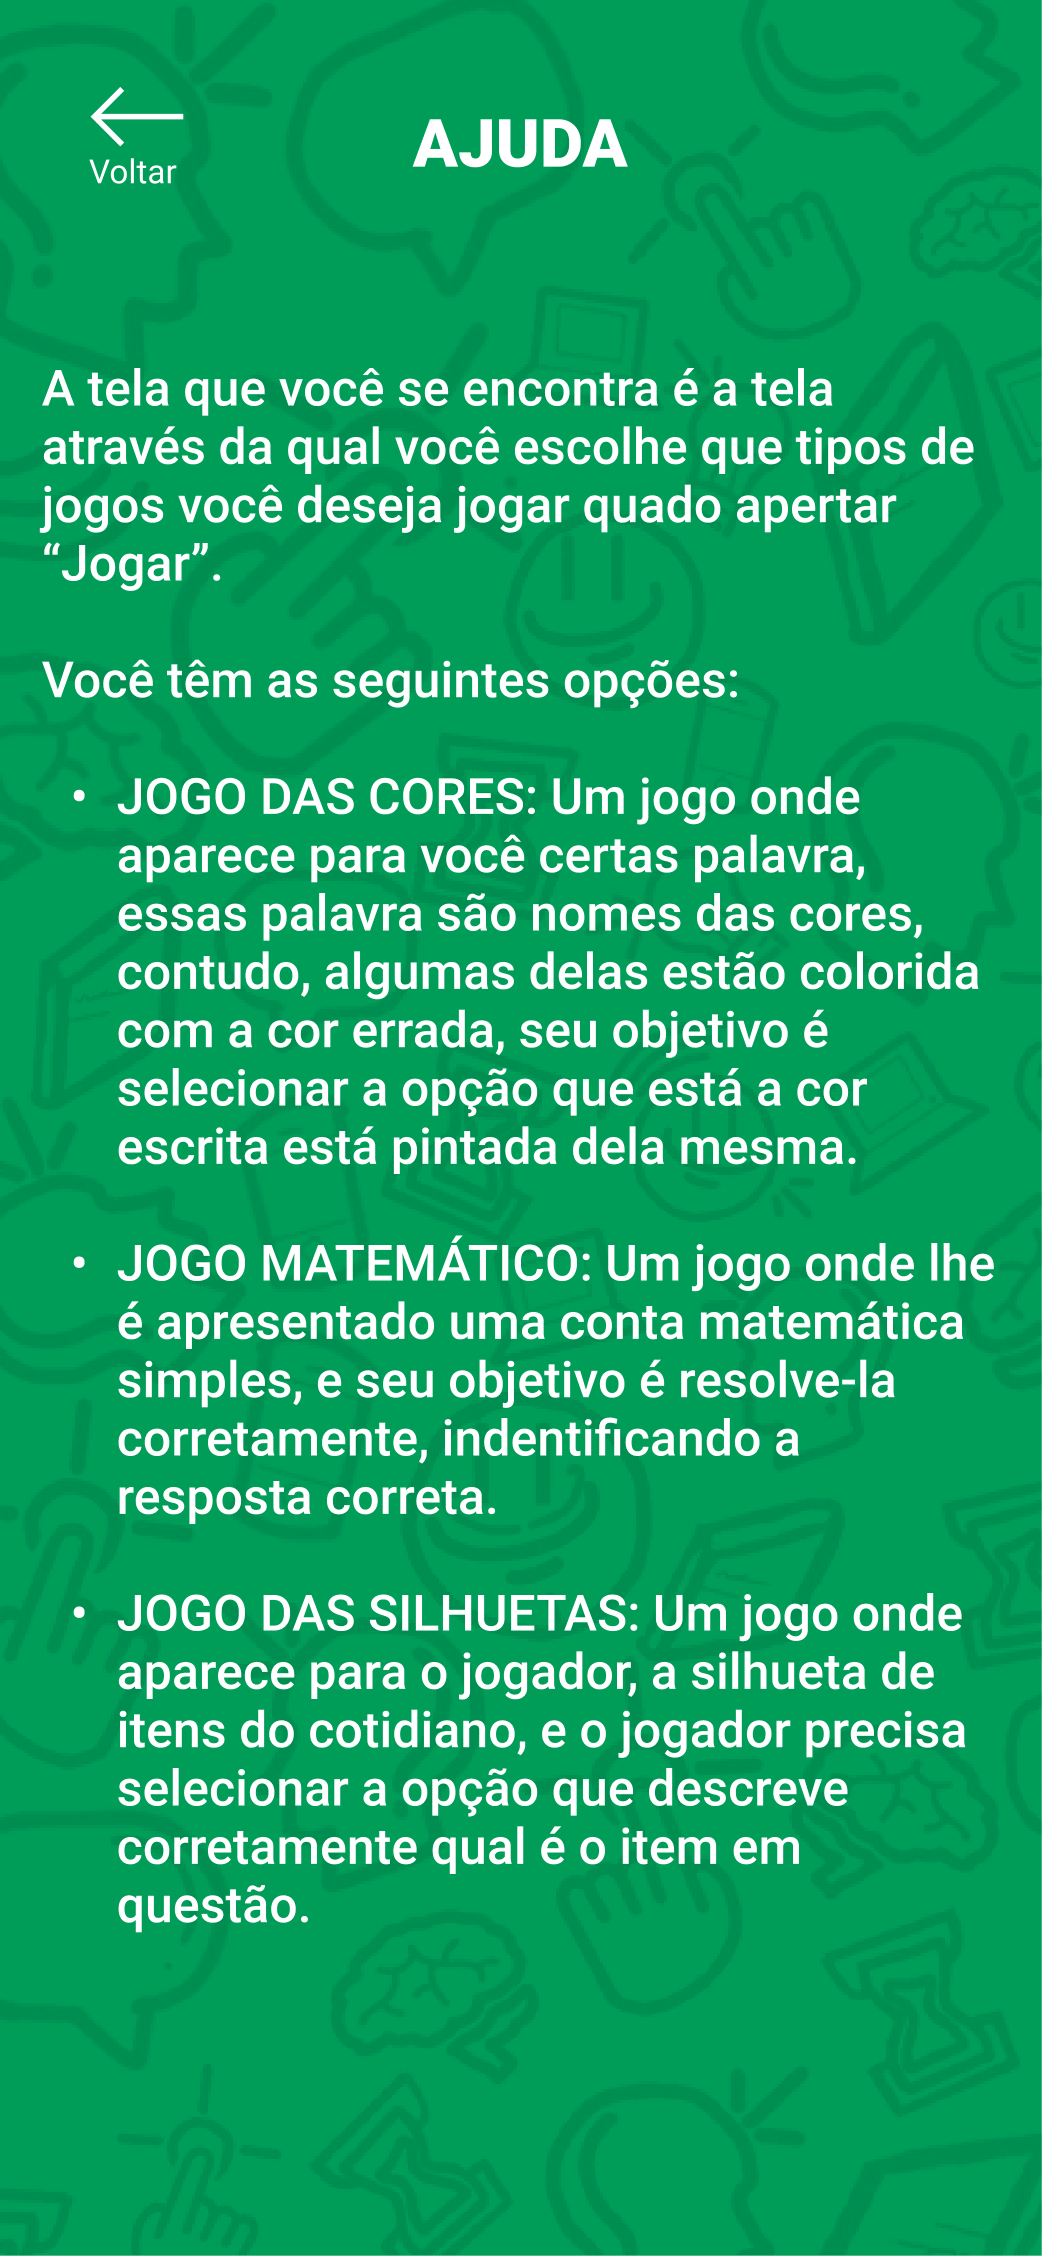 Voltar
AJUDA
A tela que você se encontra é a tela
através da qual você escolhe que tipos de
jogos você deseja jogar quado apertar
“Jogar”.
Você têm as seguintes opções:
• JOGO DAS CORES: Um jogo onde
aparece para você certas palavra,
essas palavra são nomes das cores,
contudo, algumas delas estão colorida
com a cor errada, seu objetivo é
selecionar a opção que está a cor
escrita está pintada dela mesma.
• JOGO MATEMÁTICO: Um jogo onde lhe
é apresentado uma conta matemática
simples, e seu objetivo é resolve-la
corretamente, indentificando a
resposta correta.
• JOGO DAS SILHUETAS: Um jogo onde
aparece para o jogador, a silhueta de
itens do cotidiano, e o jogador precisa
selecionar a opção que descreve
corretamente qual é o item em
questão.